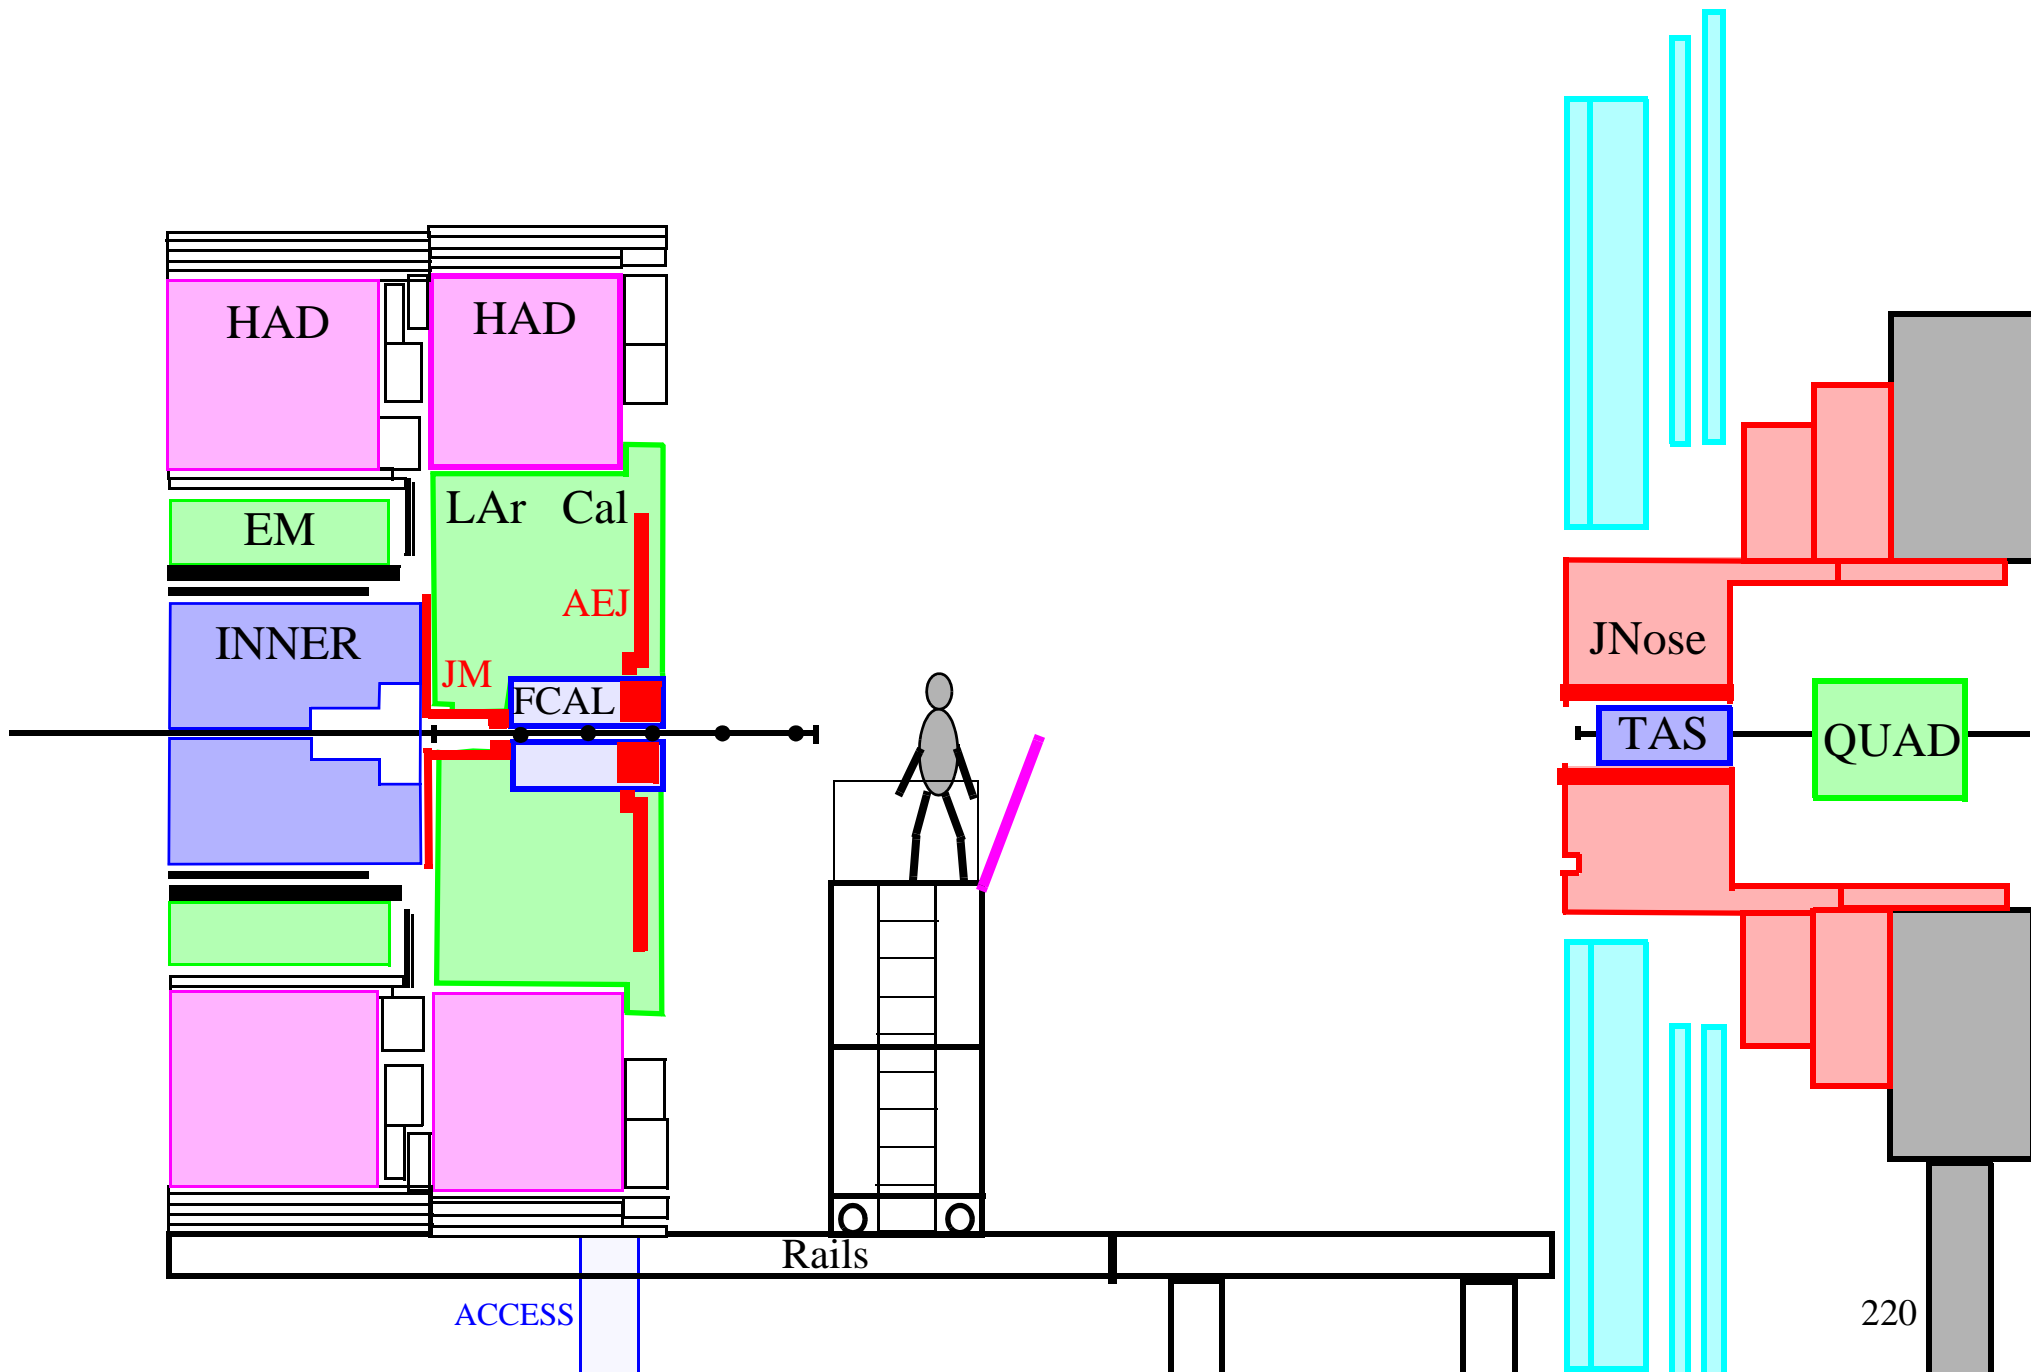 HAD
HAD
LAr Cal
EM
AEJ
INNER
JM
FCAL
JNose
TAS
QUAD
Rails
ACCESS
220